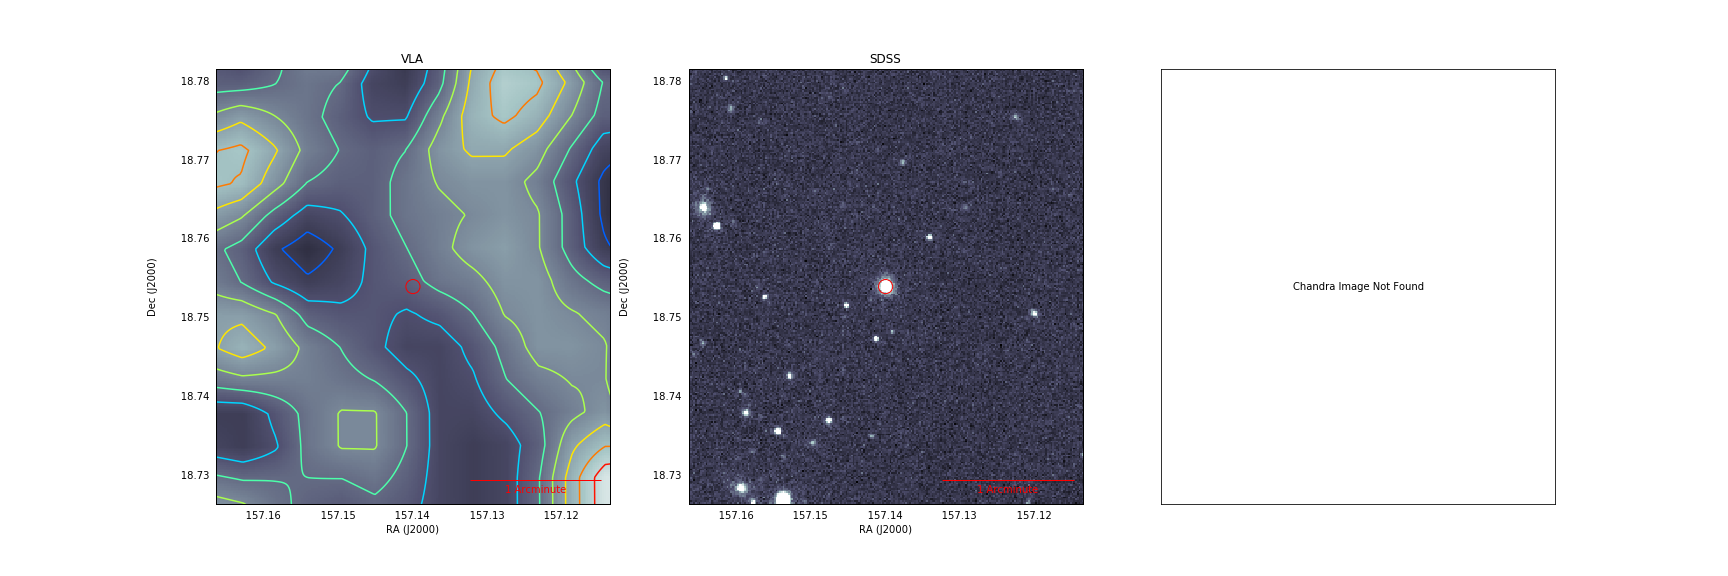 VLA
18.78
18.77
18.76
18.75
18.74
18.73
Dec (J2000)
157.16 157.15 157.14 157.13 157.12
RA (J2000)
1 Arcminute
SDSS
18.78
18.77
18.76
18.75
18.74
18.73
Dec (J2000)
157.16 157.15 157.14 157.13 157.12
RA (J2000)
1 Arcminute
Chandra Image Not Found